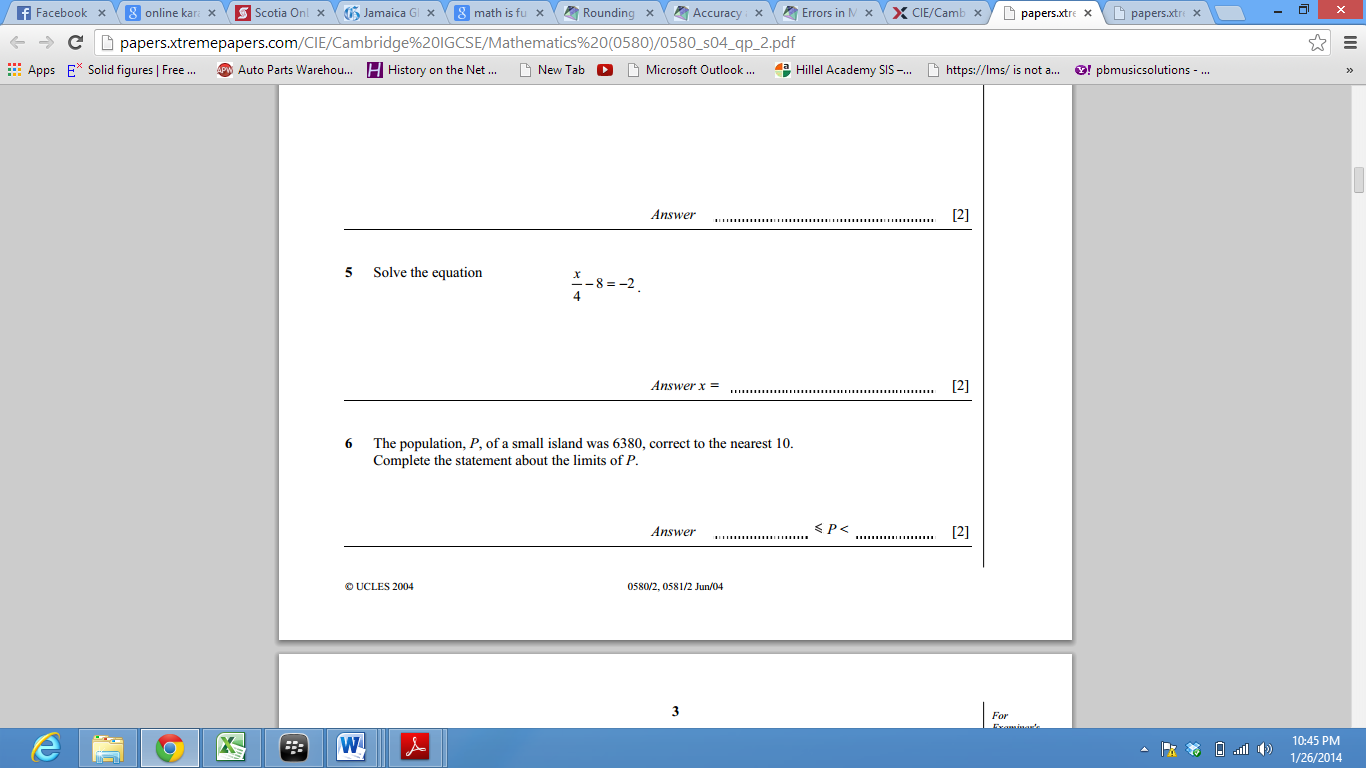 Facebook
online kara
Scotia Onl
Jamaica Gl
math is fu
Rounding
Accuracy
Errors in M
CIE/Camb
papers.xtre
papers.xtre
papers.xtremepapers.com/CIE/Cambridge%20IGCSE/Mathematics%20(0580)/0580_s04_qp_2.pdf
Apps
Solid figures | Free ...
Auto Parts Warehou...
History on the Net ...
New Tab
Microsoft Outlook ...
Hillel Academy SIS –...
https://lms/ is not a...
pbmusicsolutions - ...
»
Answer ........................................ [2]
5 Solve the equation x/4 – 8 = –2 .
Answer x = ........................................ [2]
6 The population, P, of a small island was 6380, correct to the nearest 10.
Complete the statement about the limits of P.
Answer .................... ⩽ P < .................... [2]
© UCLES 2004 0580/2, 0581/2 Jun/04
3
For
Examiner's
10:45 PM
1/26/2014